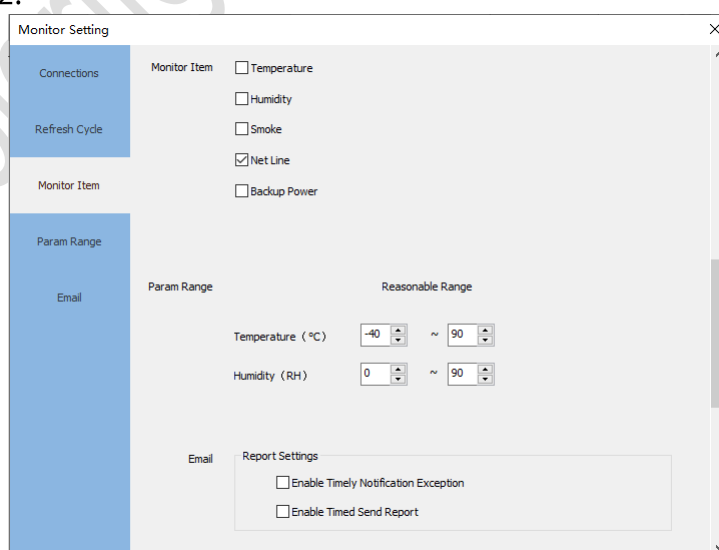 2.
Monitor Setting
Connections
Refresh Cycle
Monitor Item
Param Range
Email
Monitor Item
Temperature
Humidity
Smoke
Net Line
Backup Power
Param Range Reasonable Range
Temperature（℃） -40 ~ 90
Humidity（RH） 0 ~ 90
Email Report Settings
Enable Timely Notification Exception
Enable Timed Send Report